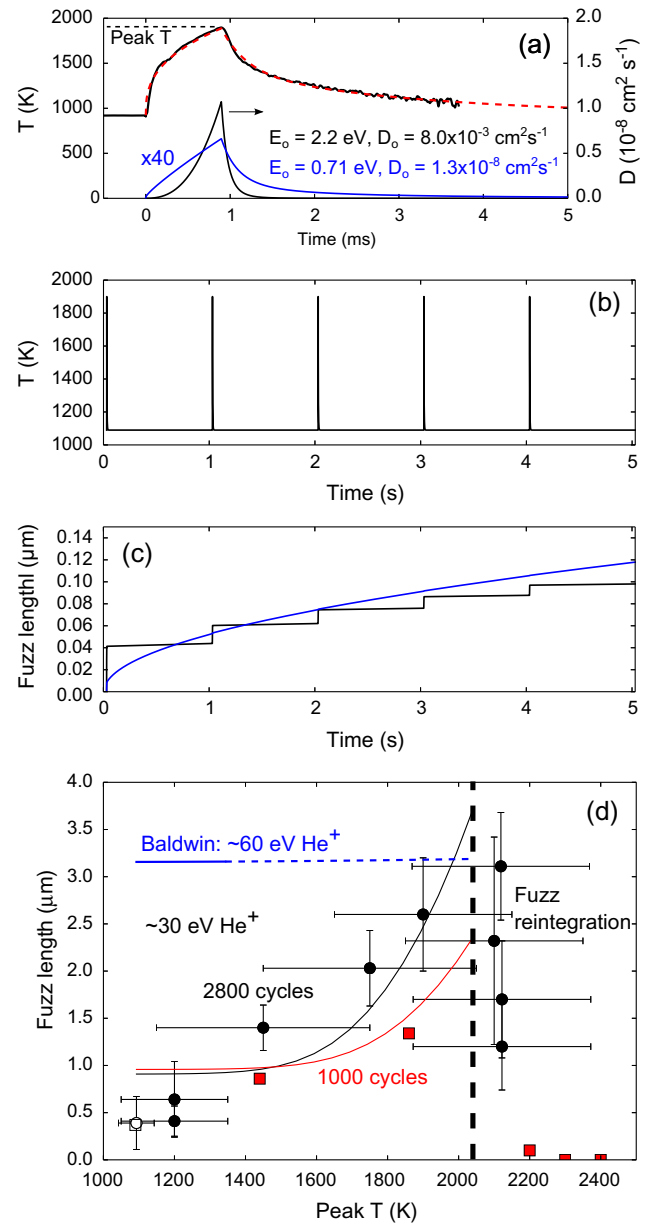 2000
1500
1000
500
0
T (K)
Peak T
(a)
2.0
1.5
1.0
0.5
0.0
D (10⁻⁸ cm² s⁻¹)
x40
Eₒ = 2.2 eV, Dₒ = 8.0x10⁻³ cm²s⁻¹
Eₒ = 0.71 eV, Dₒ = 1.3x10⁻⁸ cm²s⁻¹
0 1 2 3 4 5
Time (ms)
2000
1800
1600
1400
1200
1000
T (K)
(b)
0 1 2 3 4 5
Time (s)
0.14
0.12
0.10
0.08
0.06
0.04
0.02
0.00
Fuzz lengthl (μm)
(c)
0 1 2 3 4 5
Time (s)
4.0
3.5
3.0
2.5
2.0
1.5
1.0
0.5
0.0
Fuzz length (μm)
(d)
Baldwin: ~60 eV He⁺
~30 eV He⁺
Fuzz
reintegration
2800 cycles
1000 cycles
1000 1200 1400 1600 1800 2000 2200 2400
Peak T (K)